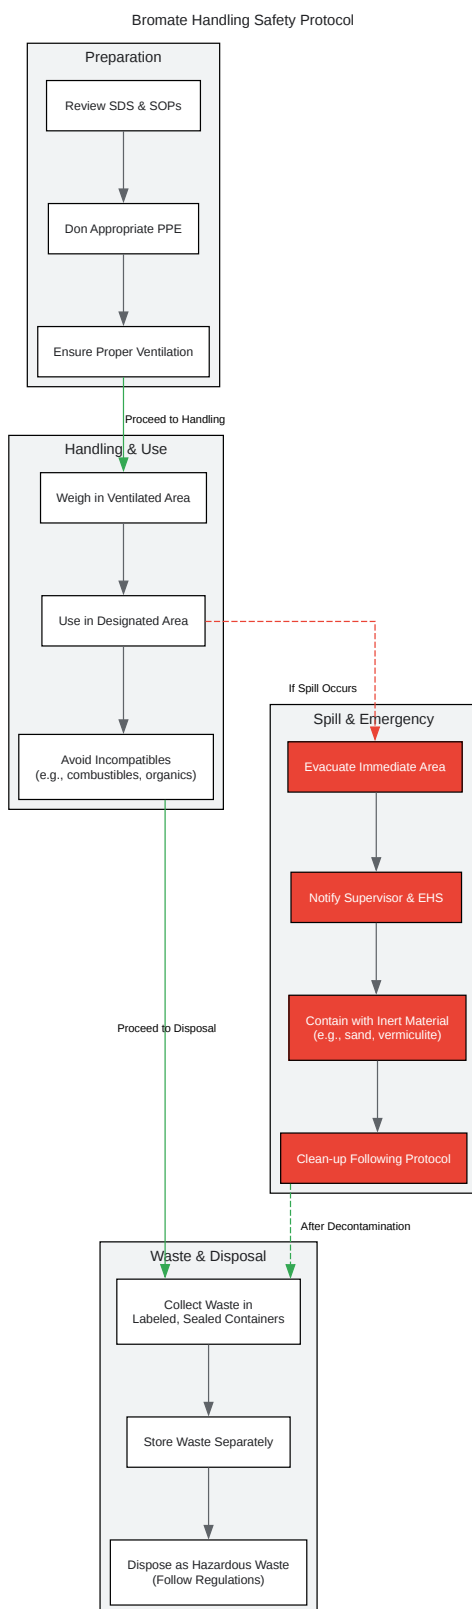 Bromate Handling Safety Protocol
Preparation
Review SDS & SOPs
Don Appropriate PPE
Ensure Proper Ventilation
Proceed to Handling
Handling & Use
Weigh in Ventilated Area
Use in Designated Area
If Spill Occurs
Spill & Emergency
Avoid Incompatibles
(e.g., combustibles, organics)
Evacuate Immediate Area
Notify Supervisor & EHS
Contain with Inert Material
(e.g., sand, vermiculite)
Proceed to Disposal
Clean-up Following Protocol
After Decontamination
Waste & Disposal
Collect Waste in
Labeled, Sealed Containers
Store Waste Separately
Dispose as Hazardous Waste
(Follow Regulations)